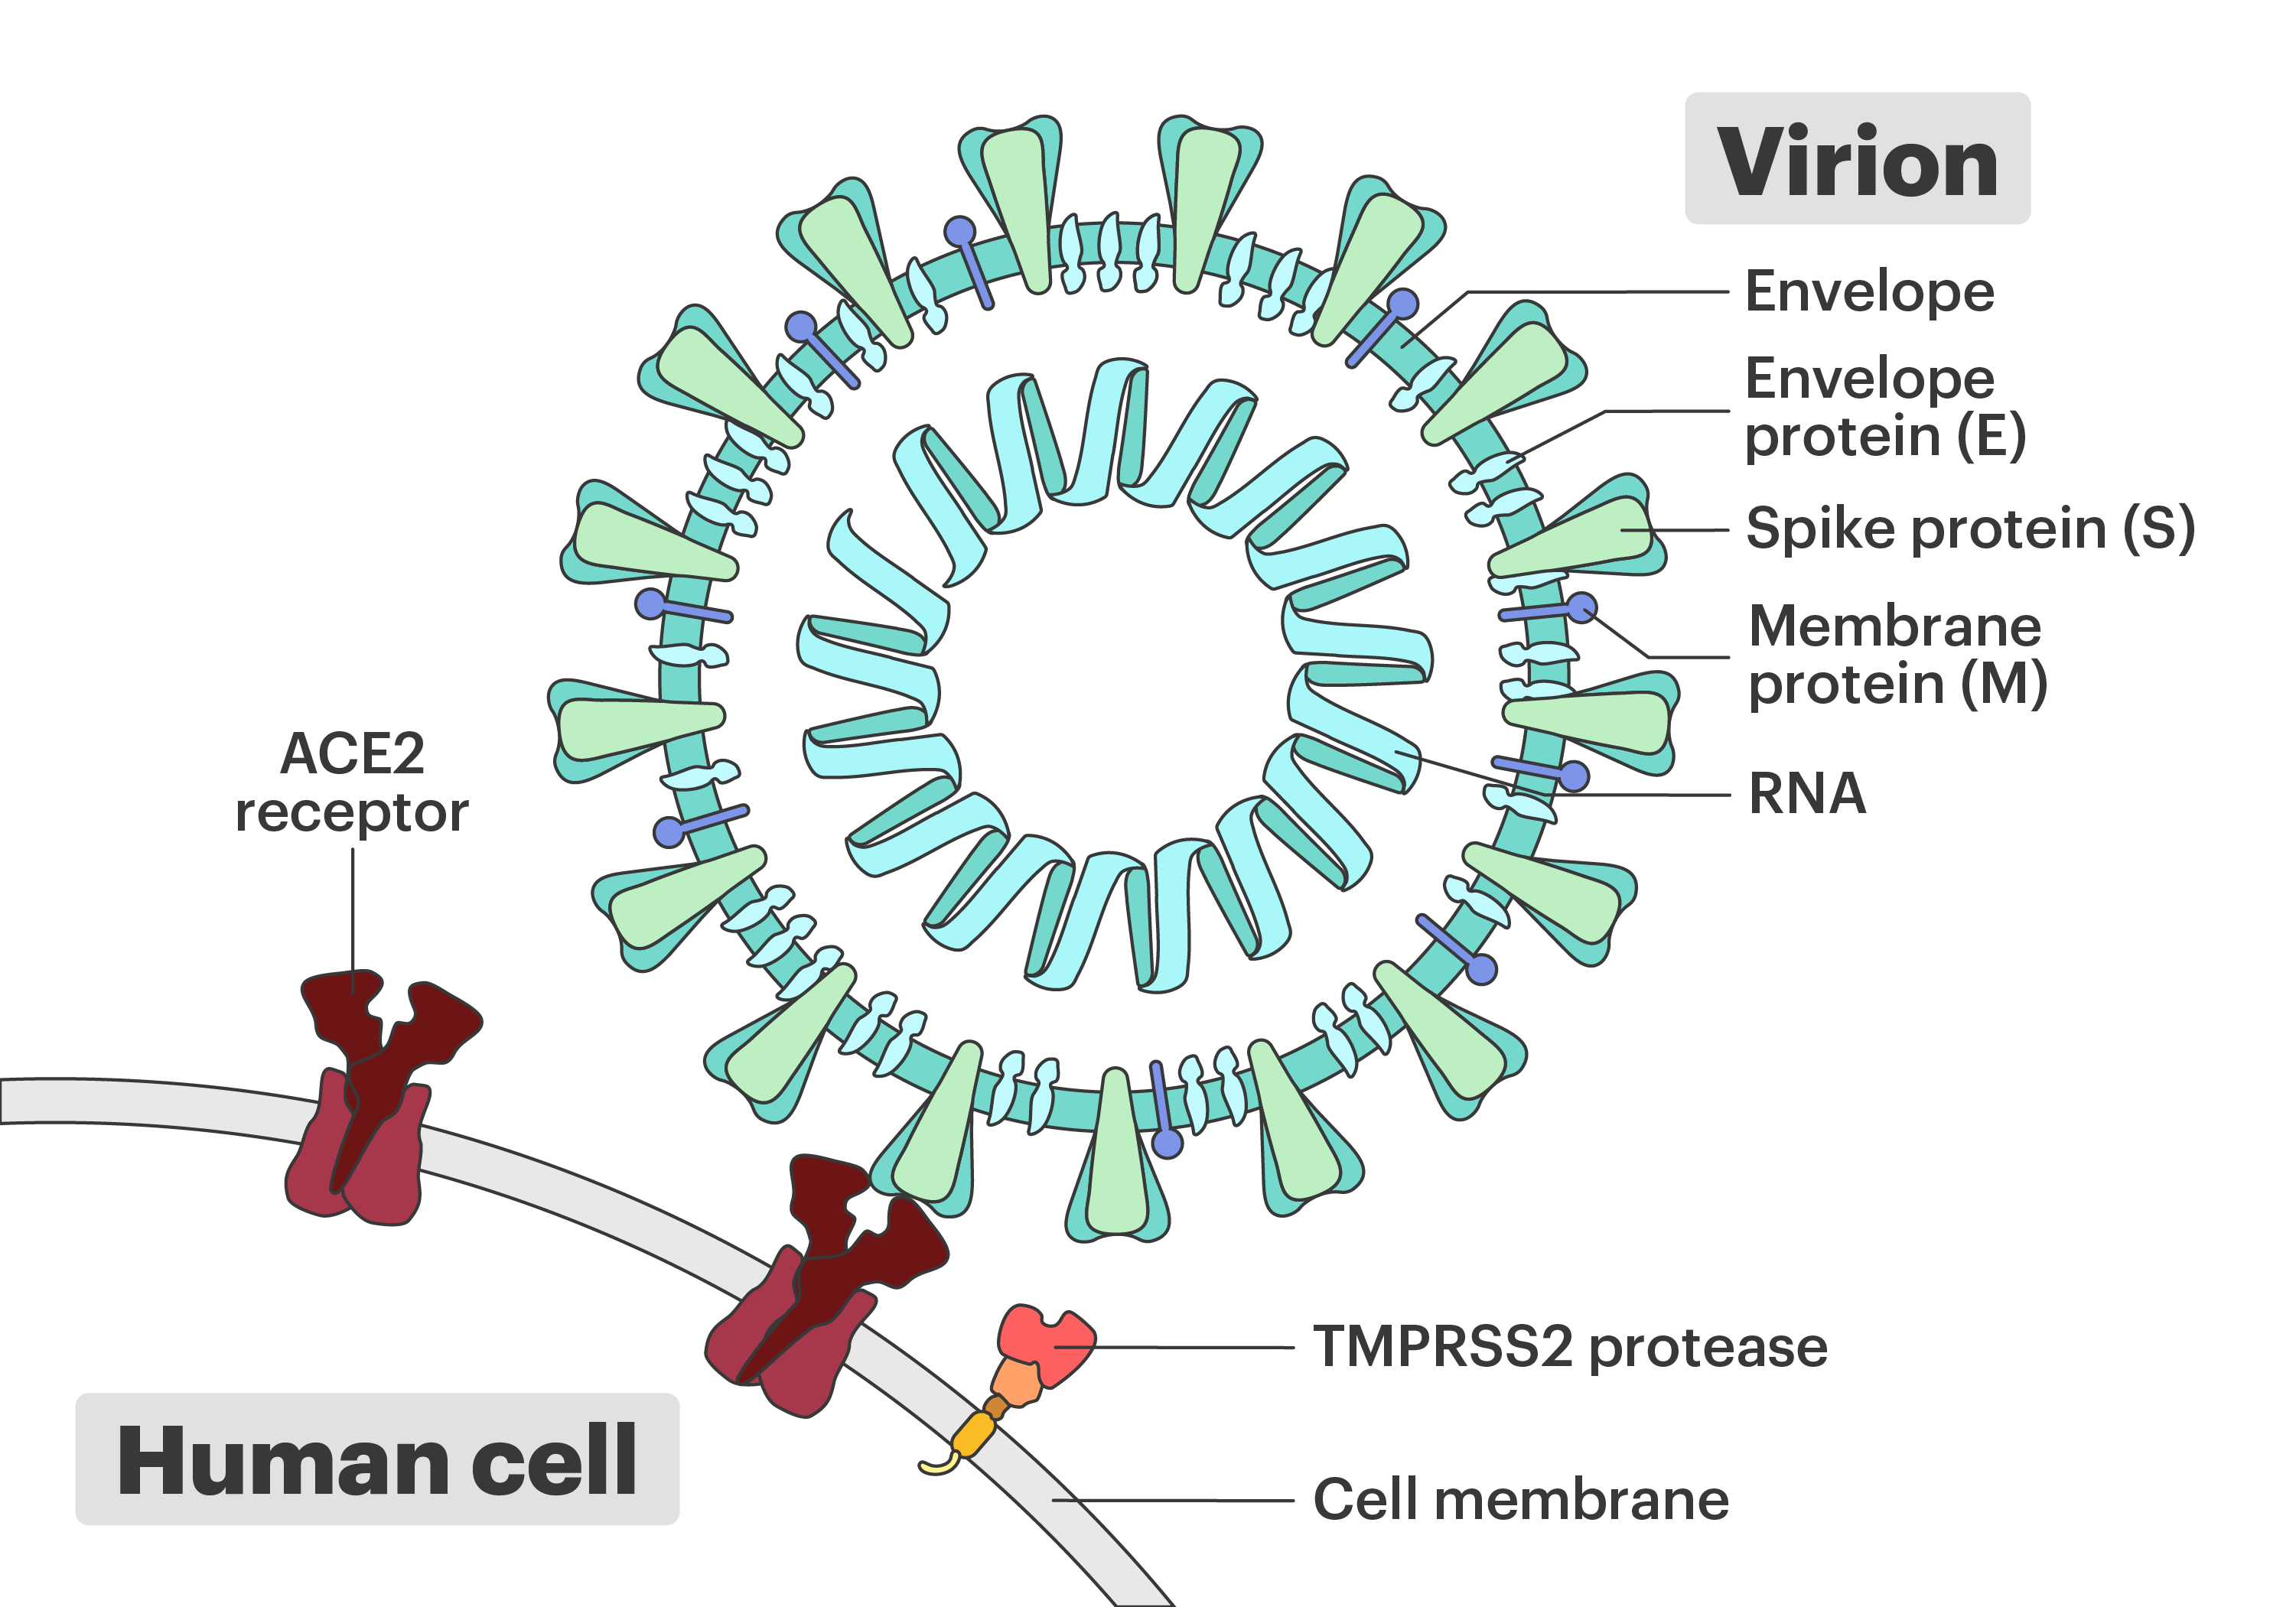 Virion
Envelope
Envelope
protein (E)
Spike protein (S)
Membrane
protein (M)
RNA
ACE2
receptor
TMPRSS2 protease
Cell membrane
Human cell